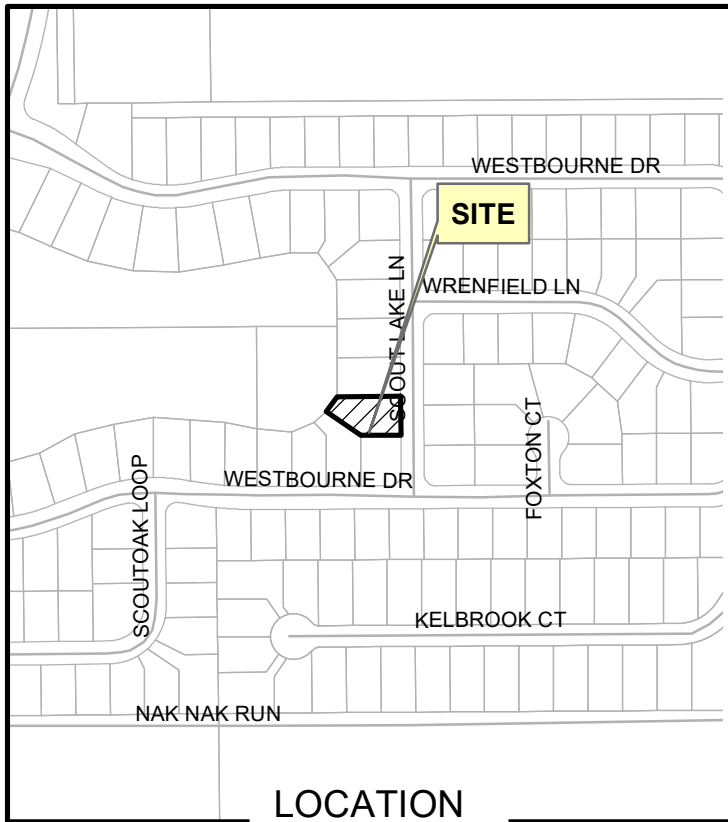 WESTBOURNE DR
SITE
SCOUT LAKE LN
WRENFIELD LN
WESTBOURNE DR
FOXTON CT
SCOUTOAK LOOP
KELBROOK CT
NAK NAK RUN
LOCATION